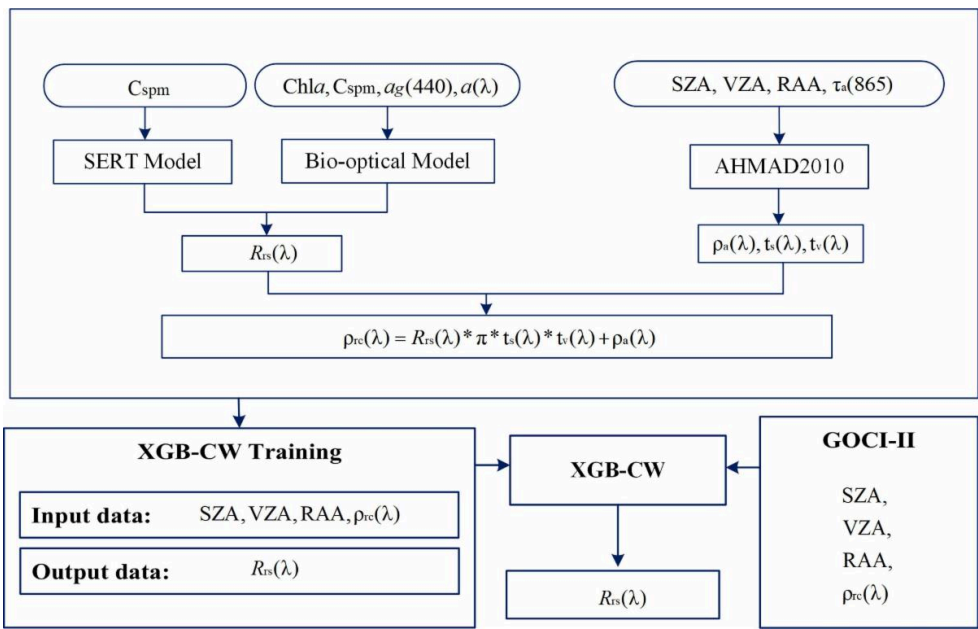 Cspm
Chla, Cspm, ag(440), a(λ)
SZA, VZA, RAA, τa(865)
SERT Model
Bio-optical Model
AHMAD2010
Rrs(λ)
ρa(λ), ts(λ), tv(λ)
ρrc(λ) = Rrs(λ)* π* ts(λ)* tv(λ)+ρa(λ)
XGB-CW Training
Input data: SZA, VZA, RAA, ρrc(λ)
Output data: Rrs(λ)
XGB-CW
Rrs(λ)
GOCI-II
SZA,
VZA,
RAA,
ρrc(λ)